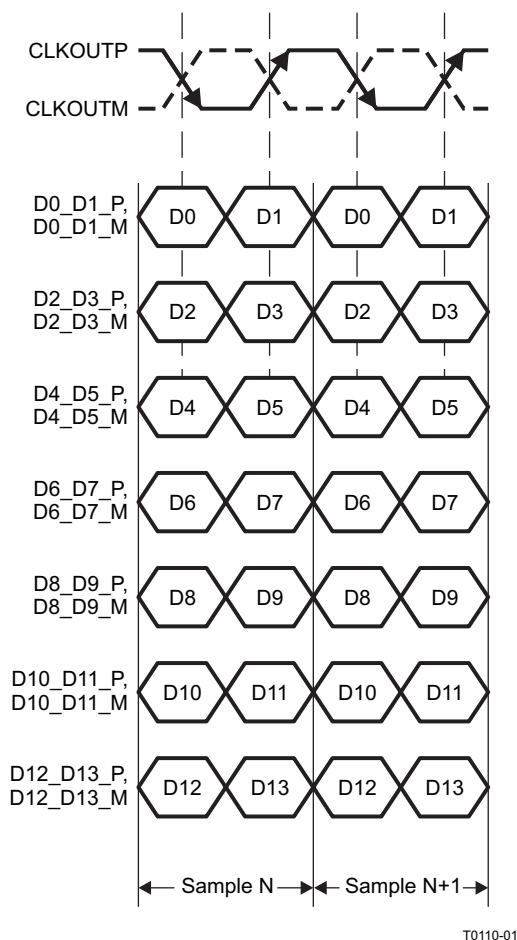 CLKOUTP
CLKOUTM
D0_D1_P,
D0_D1_M
D0 D1 D0 D1
D2_D3_P,
D2_D3_M
D2 D3 D2 D3
D4_D5_P,
D4_D5_M
D4 D5 D4 D5
D6_D7_P,
D6_D7_M
D6 D7 D6 D7
D8_D9_P,
D8_D9_M
D8 D9 D8 D9
D10_D11_P,
D10_D11_M
D10 D11 D10 D11
D12_D13_P,
D12_D13_M
D12 D13 D12 D13
Sample N Sample N+1
T0110-01